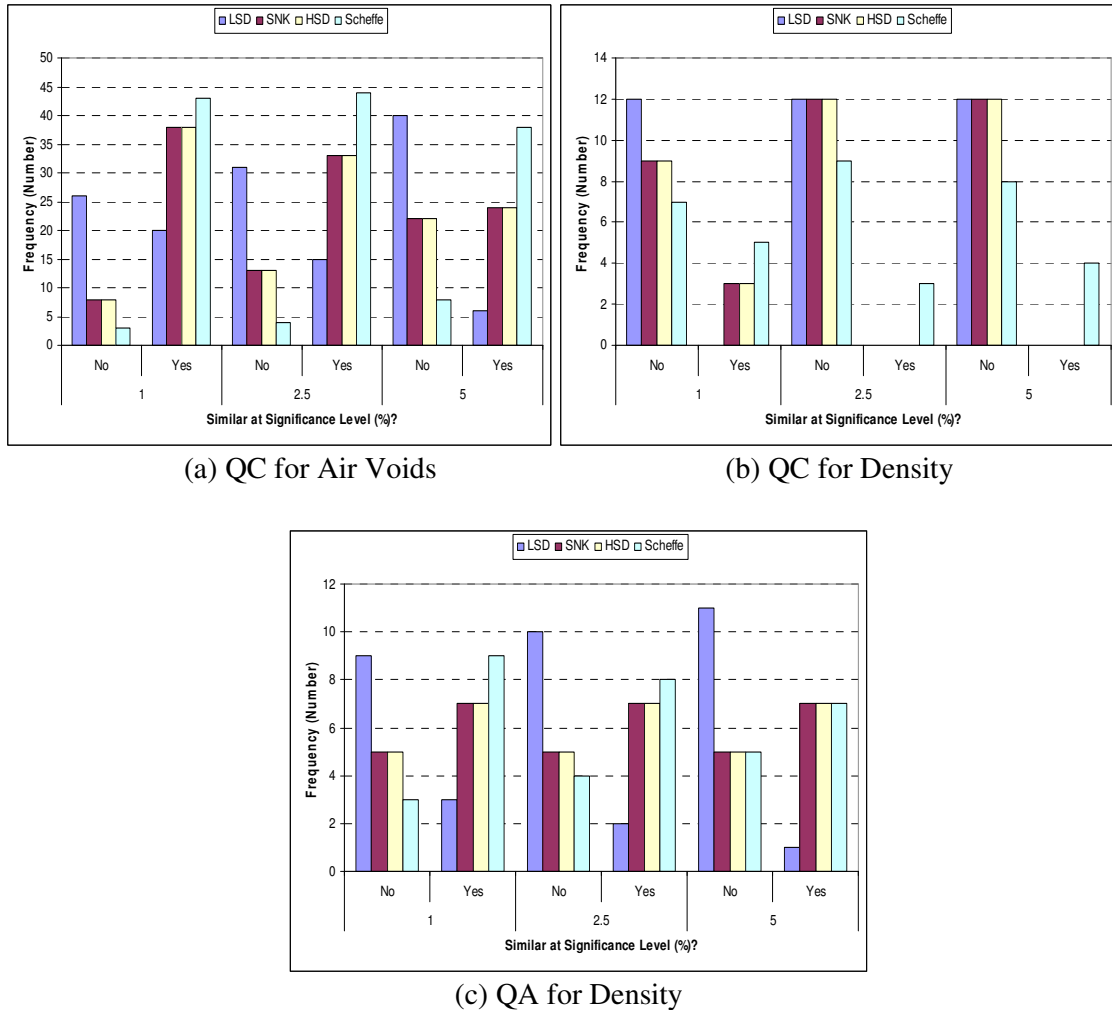 LSD SNK HSD Scheffe
50
45
40
35
30
25
20
15
10
5
0
Frequency (Number)
No Yes No Yes No Yes
1 2.5 5
Similar at Significance Level (%)?
(a) QC for Air Voids
LSD SNK HSD Scheffe
14
12
10
8
6
4
2
0
Frequency (Number)
No Yes No Yes No Yes
1 2.5 5
Similar at Significance Level (%)?
(b) QC for Density
LSD SNK HSD Scheffe
12
10
8
6
4
2
0
Frequency (Number)
No Yes No Yes No Yes
1 2.5 5
Similar at Significance Level (%)?
(c) QA for Density